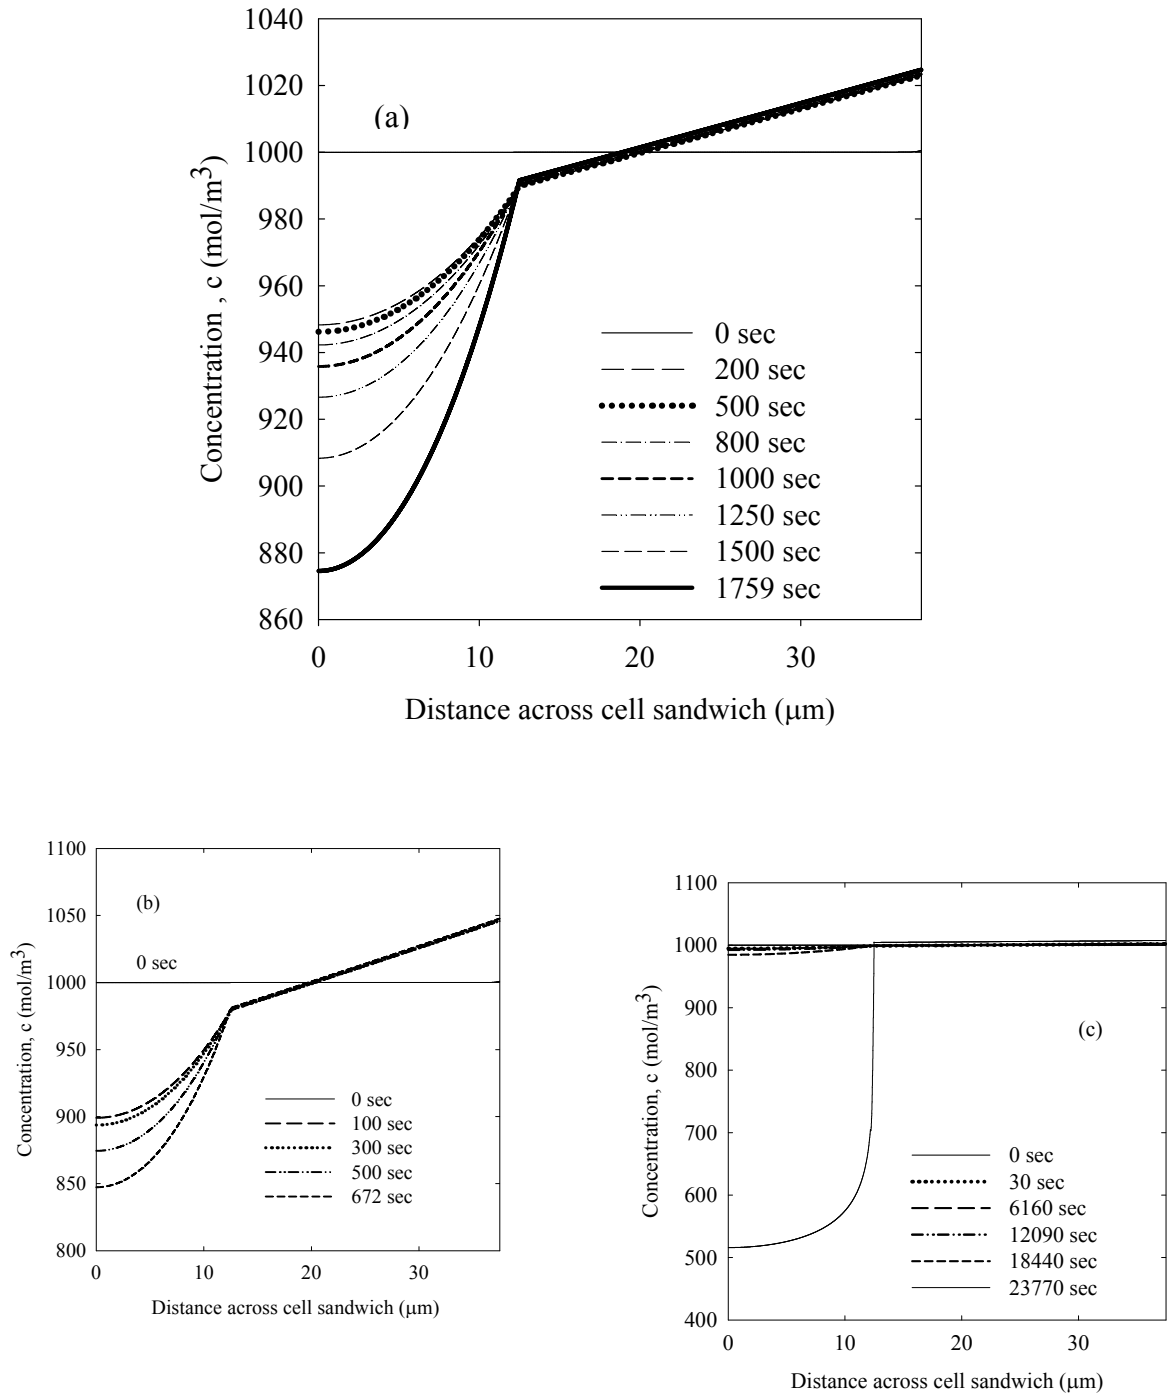 1040
1020
1000
980
960
940
920
900
880
860
Concentration , c (mol/m3)
(a)
0 sec
200 sec
500 sec
800 sec
1000 sec
1250 sec
1500 sec
1759 sec
0 10 20 30
Distance across cell sandwich (μm)
1100
1050
1000
950
900
850
800
Concentration, c (mol/m3)
(b)
0 sec
0 sec
100 sec
300 sec
500 sec
672 sec
0 10 20 30
Distance across cell sandwich (μm)
1100
1000
900
800
700
600
500
400
Concentration, c (mol/m3)
(c)
0 sec
30 sec
6160 sec
12090 sec
18440 sec
23770 sec
0 10 20 30
Distance across cell sandwich (μm)